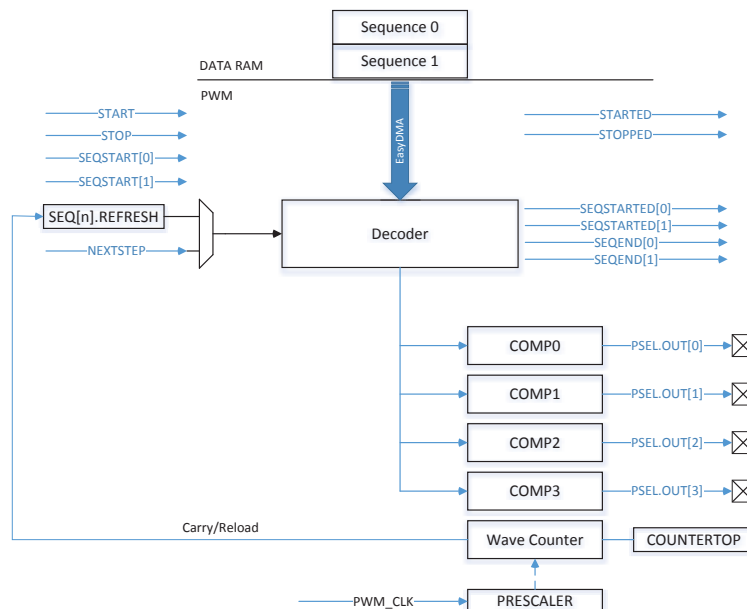 Sequence 0
Sequence 1
DATA RAM
PWM
START
STOP
SEQSTART[0]
SEQSTART[1]
EasyDMA
STARTED
STOPPED
SEQ[n].REFRESH
NEXTSTEP
Decoder
SEQSTARTED[0]
SEQSTARTED[1]
SEQEND[0]
SEQEND[1]
COMP0
PSEL.OUT[0]
COMP1
PSEL.OUT[1]
COMP2
PSEL.OUT[2]
COMP3
PSEL.OUT[3]
Carry/Reload
Wave Counter
COUNTERTOP
PWM_CLK
PRESCALER